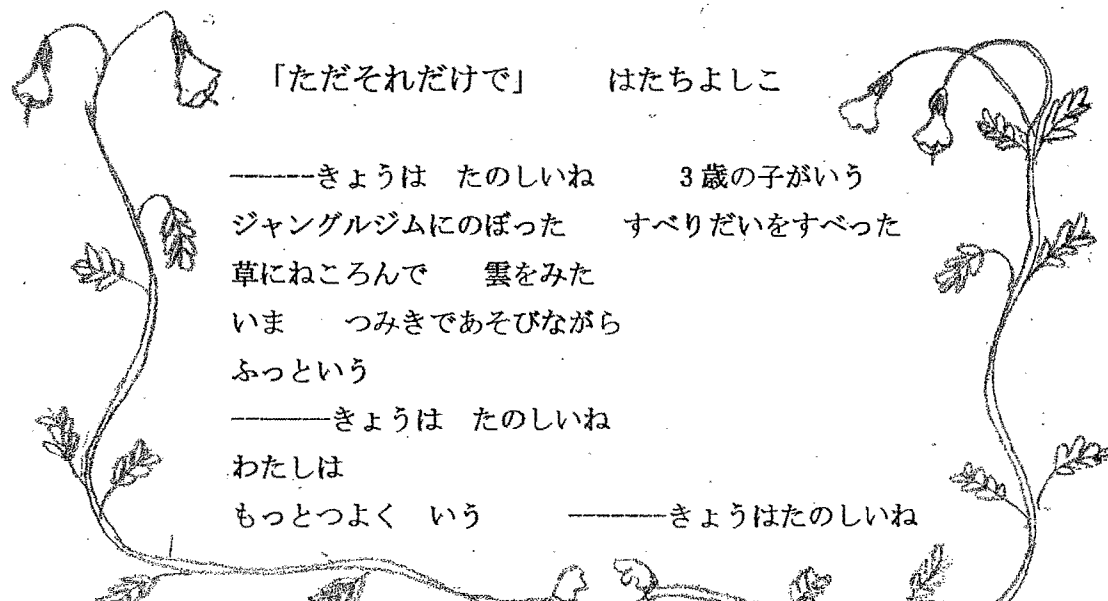 「ただそれだけで」　　はたちよしこ
――――きょうは　たのしいね　　３歳の子がいう
ジャングルジムにのぼった　　すべりだいをすべった
草にねころんで　　雲をみた
いま　　つみきであそびながら
ふっという
――――きょうは　たのしいね
わたしは
もっとつよく　いう　　――――きょうはたのしいね